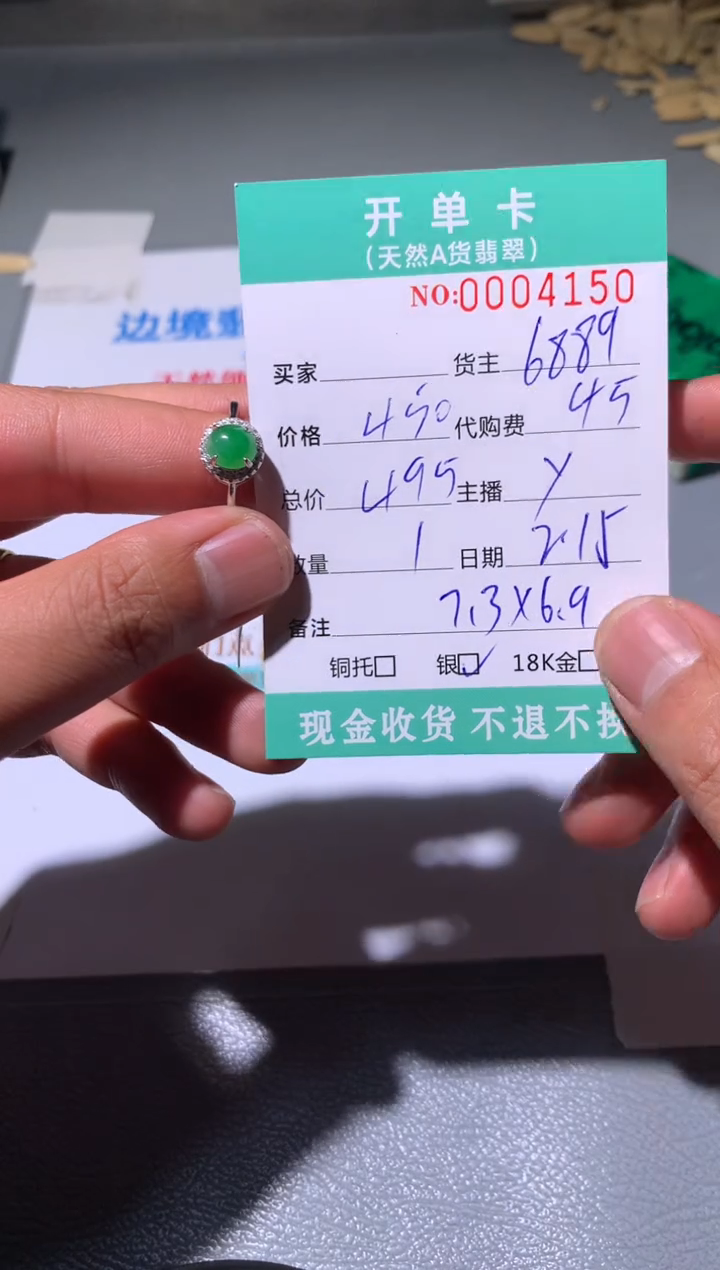 开单卡
(天然A货翡翠)
NO:0004150
买家 货主 6889
价格 450 代购费 45
总价 495 主播 y
数量 1 日期 2.15
备注 7.3X6.9
铜托□ 银☑ 18K金□
现金收货 不退不换
边境